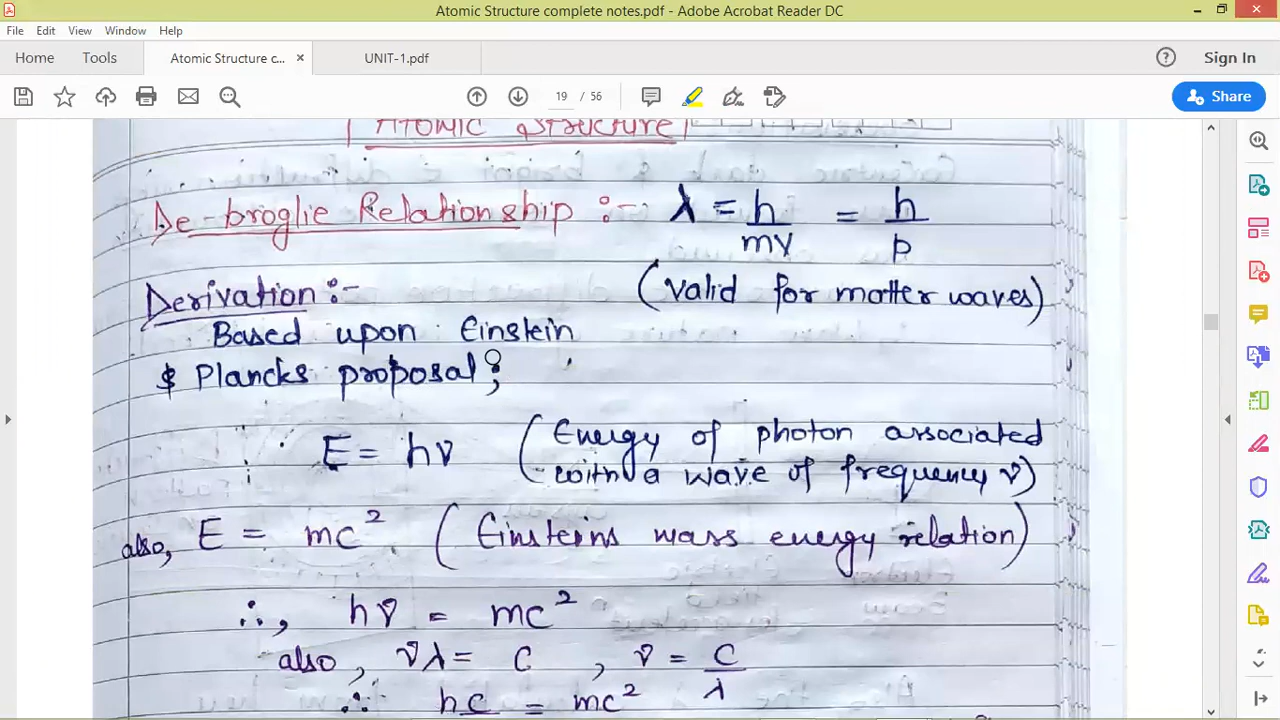 Atomic Structure complete notes.pdf - Adobe Acrobat Reader DC
File Edit View Window Help
Home Tools Atomic Structure c... × UNIT-1.pdf Sign In
19 / 56 Share
ATOMIC Structure
De-broglie Relationship :- λ = h/mv = h/p
Derivation :- (valid for matter waves)
Based upon Einstein
& Plancks proposal;
∵ E = hν (Energy of photon associated
with a wave of frequency ν)
also, E = mc² (Einsteins mass energy relation)
∴, hν = mc²
also, νλ = C , ν = C/λ
∴ hc = mc²